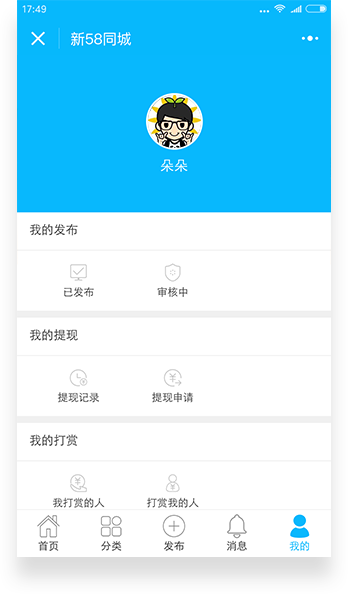 17:49
新58同城
朵朵
我的发布
已发布 审核中
我的提现
提现记录 提现申请
我的打赏
我打赏的人 打赏我的人
首页 分类 发布 消息 我的